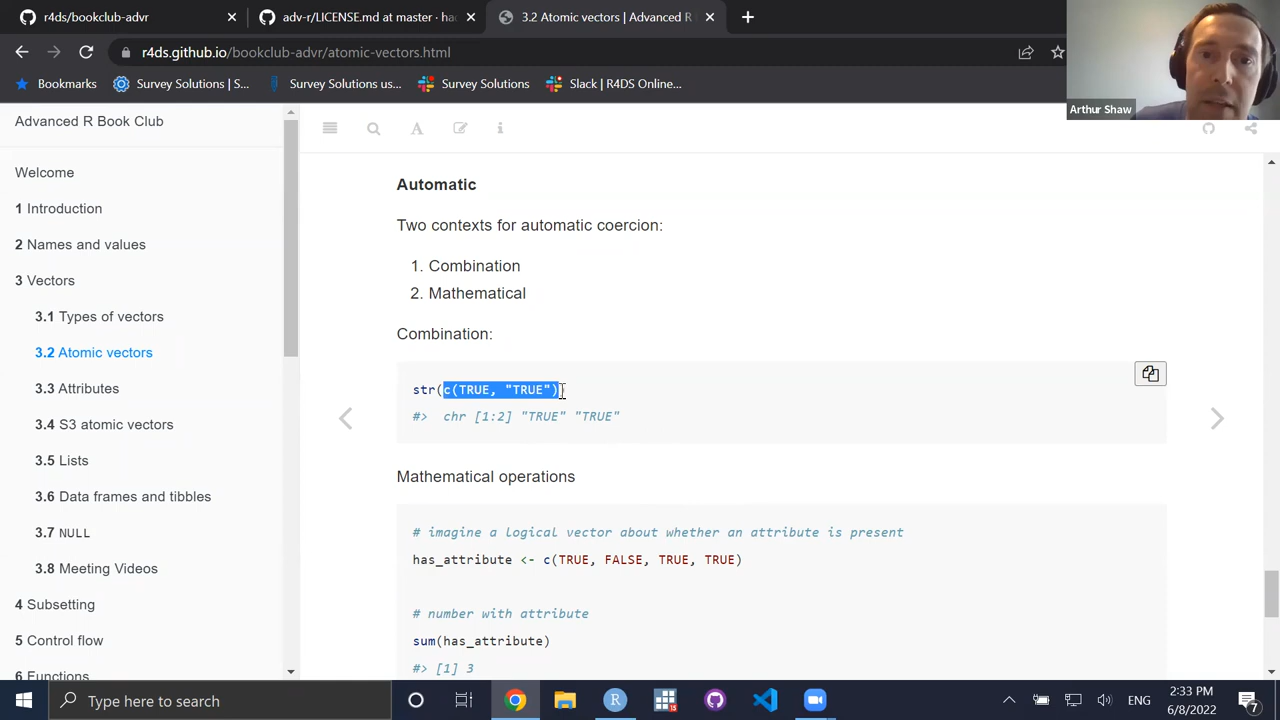 r4ds/bookclub-advr
adv-r/LICENSE.md at master · ha
3.2 Atomic vectors | Advanced R
r4ds.github.io/bookclub-advr/atomic-vectors.html
Bookmarks
Survey Solutions | S...
Survey Solutions us...
Survey Solutions
Slack | R4DS Online...
Arthur Shaw
Advanced R Book Club
Welcome
1 Introduction
2 Names and values
3 Vectors
3.1 Types of vectors
3.2 Atomic vectors
3.3 Attributes
3.4 S3 atomic vectors
3.5 Lists
3.6 Data frames and tibbles
3.7 NULL
3.8 Meeting Videos
4 Subsetting
5 Control flow
6 Functions
Automatic
Two contexts for automatic coercion:
1. Combination
2. Mathematical
Combination:
str(c(TRUE, "TRUE"))
#> chr [1:2] "TRUE" "TRUE"
Mathematical operations
# imagine a logical vector about whether an attribute is present
has_attribute <- c(TRUE, FALSE, TRUE, TRUE)
# number with attribute
sum(has_attribute)
#> [1] 3
Type here to search
ENG
2:33 PM
6/8/2022
7